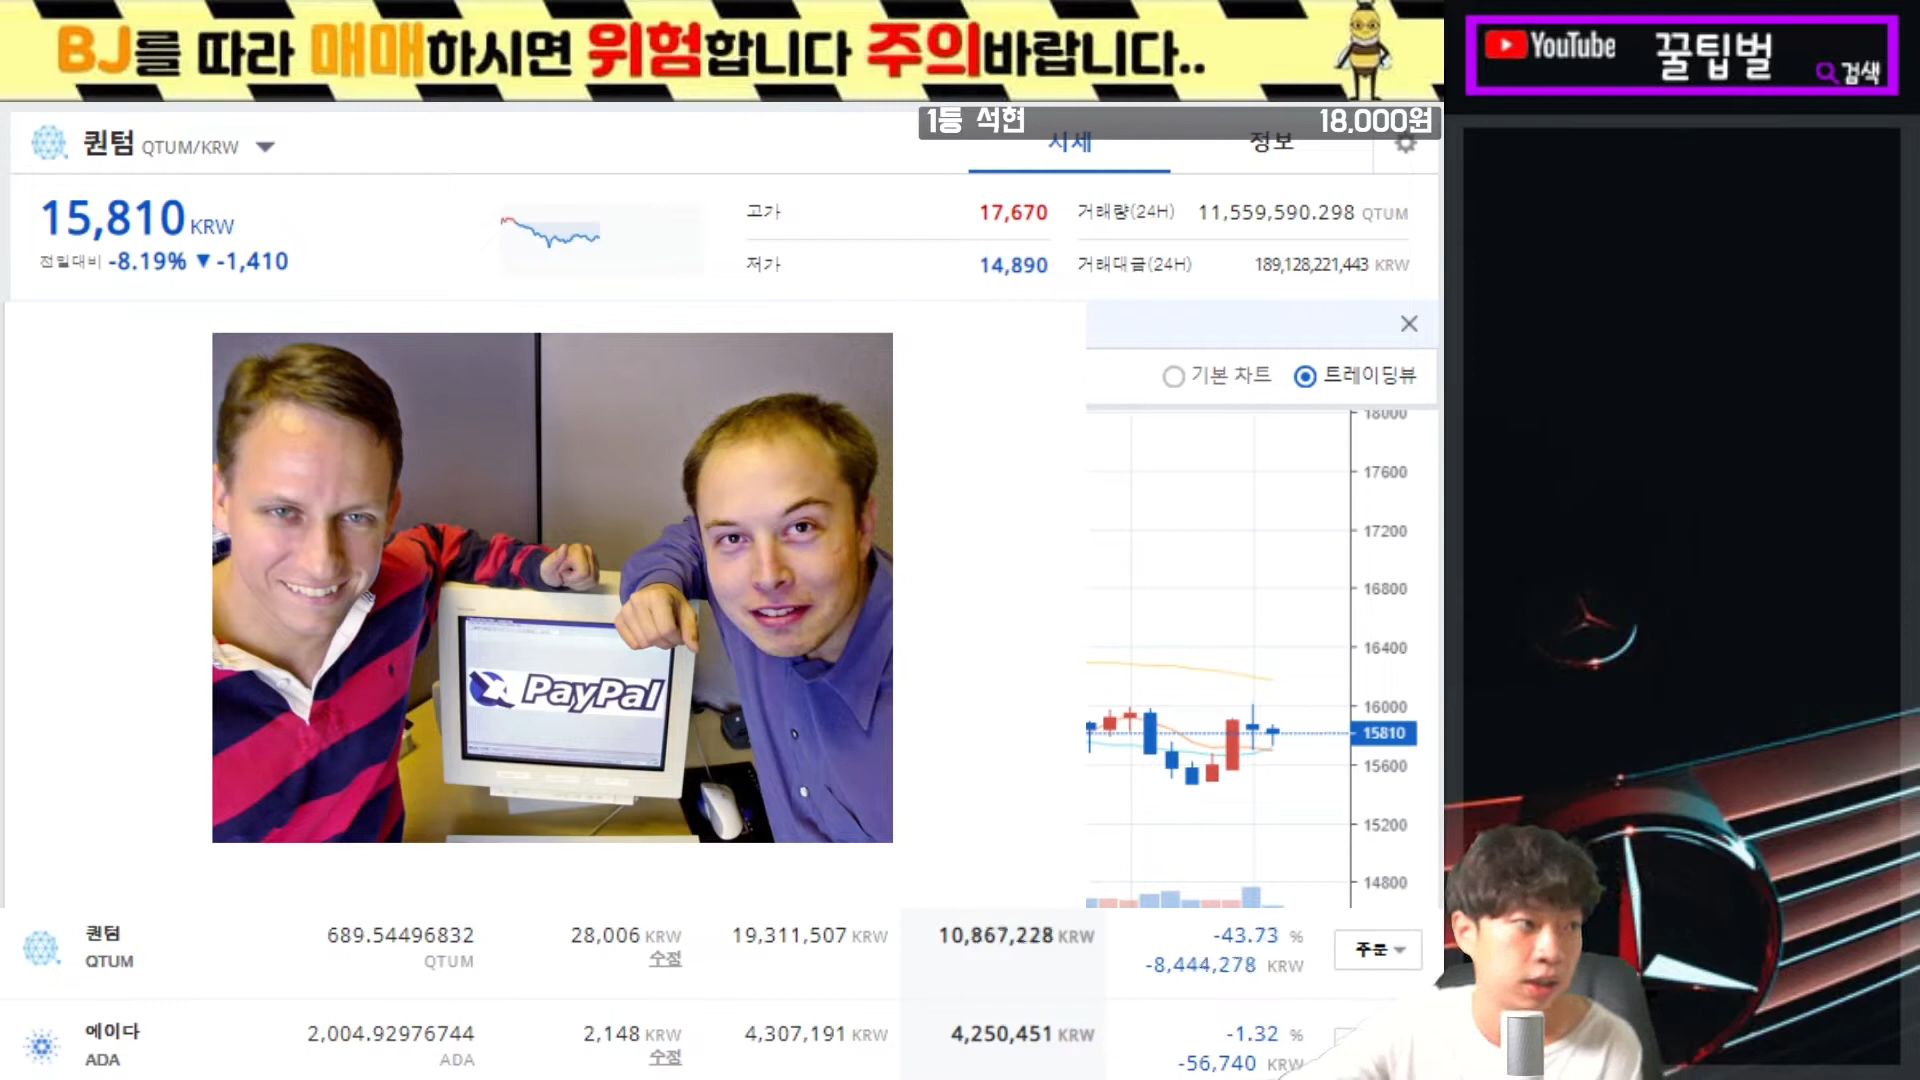 BJ를 따라 매매하시면 위험합니다 주의바랍니다..
YouTube 꿀팁벌 검색
1등 석현 18,000원
퀀텀 QTUM/KRW
시세 정보
15,810 KRW
전일대비 -8.19% ▼ -1,410
고가 17,670
저가 14,890
거래량(24H) 11,559,590.298 QTUM
거래대금(24H) 189,128,221,443 KRW
기본 차트 트레이딩뷰
PayPal
18000
17600
17200
16800
16400
16000
15810
15600
15200
14800
퀀텀 689.54496832 28,006 KRW 19,311,507 KRW 10,867,228 KRW -43.73 % 주문
QTUM QTUM 수정 -8,444,278 KRW
에이다 2,004.92976744 2,148 KRW 4,307,191 KRW 4,250,451 KRW -1.32 %
ADA ADA 수정 -56,740 KRW